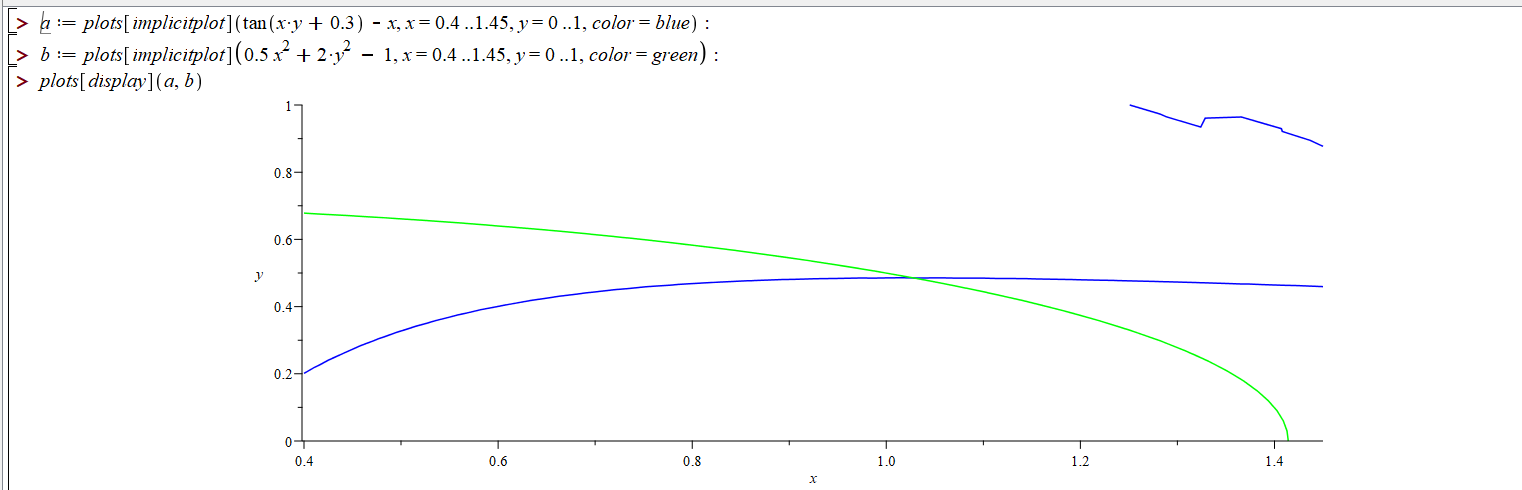 > a := plots[implicitplot](tan(x·y + 0.3) − x, x = 0.4 ..1.45, y = 0 ..1, color = blue) :
> b := plots[implicitplot](0.5 x² + 2·y² − 1, x = 0.4 ..1.45, y = 0 ..1, color = green) :
> plots[display](a, b)
1
0.8
0.6
y
0.4
0.2
0
0.4 0.6 0.8 1.0 1.2 1.4
x